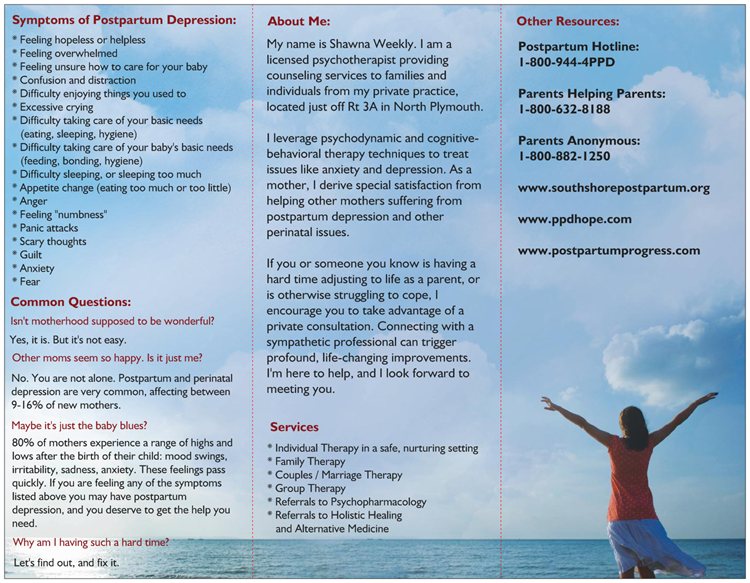 Symptoms of Postpartum Depression:
* Feeling hopeless or helpless
* Feeling overwhelmed
* Feeling unsure how to care for your baby
* Confusion and distraction
* Difficulty enjoying things you used to
* Excessive crying
* Difficulty taking care of your basic needs
(eating, sleeping, hygiene)
* Difficulty taking care of your baby's basic needs
(feeding, bonding, hygiene)
* Difficulty sleeping, or sleeping too much
* Appetite change (eating too much or too little)
* Anger
* Feeling "numbness"
* Panic attacks
* Scary thoughts
* Guilt
* Anxiety
* Fear
Common Questions:
Isn't motherhood supposed to be wonderful?
Yes, it is. But it's not easy.
Other moms seem so happy. Is it just me?
No. You are not alone. Postpartum and perinatal
depression are very common, affecting between
9-16% of new mothers.
Maybe it's just the baby blues?
80% of mothers experience a range of highs and
lows after the birth of their child: mood swings,
irritability, sadness, anxiety. These feelings pass
quickly. If you are feeling any of the symptoms
listed above you may have postpartum
depression, and you deserve to get the help you
need.
Why am I having such a hard time?
Let's find out, and fix it.
About Me:
My name is Shawna Weekly. I am a
licensed psychotherapist providing
counseling services to families and
individuals from my private practice,
located just off Rt 3A in North Plymouth.
I leverage psychodynamic and cognitive-
behavioral therapy techniques to treat
issues like anxiety and depression. As a
mother, I derive special satisfaction from
helping other mothers suffering from
postpartum depression and other
perinatal issues.
If you or someone you know is having a
hard time adjusting to life as a parent, or
is otherwise struggling to cope, I
encourage you to take advantage of a
private consultation. Connecting with a
sympathetic professional can trigger
profound, life-changing improvements.
I'm here to help, and I look forward to
meeting you.
Services
* Individual Therapy in a safe, nurturing setting
* Family Therapy
* Couples / Marriage Therapy
* Group Therapy
* Referrals to Psychopharmacology
* Referrals to Holistic Healing
and Alternative Medicine
Other Resources:
Postpartum Hotline:
1-800-944-4PPD
Parents Helping Parents:
1-800-632-8188
Parents Anonymous:
1-800-882-1250
www.southshorepostpartum.org
www.ppdhope.com
www.postpartumprogress.com